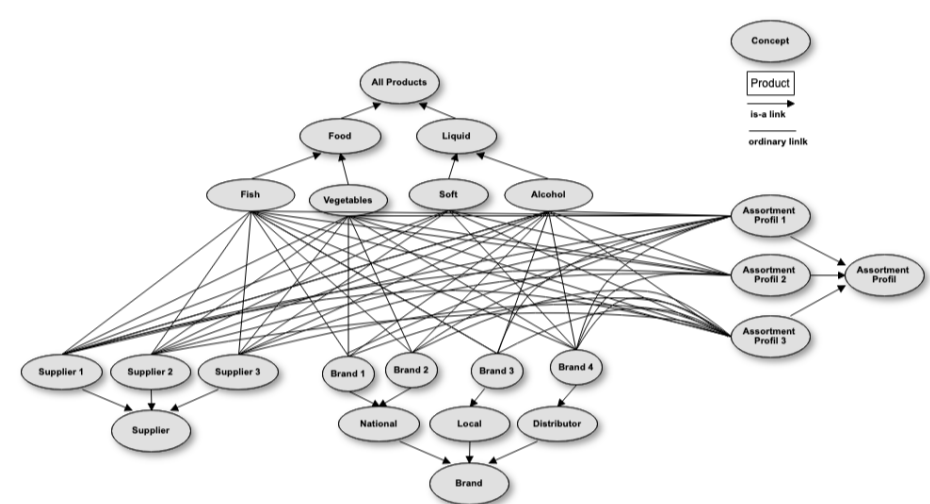 Concept
All Products
Product
is-a link
Food
Liquid
ordinary linlk
Fish
Vegetables
Soft
Alcohol
Assortment
Profil 1
Assortment
Profil 2
Assortment
Profil
Assortment
Profil 3
Supplier 1
Supplier 2
Supplier 3
Brand 1
Brand 2
Brand 3
Brand 4
Supplier
National
Local
Distributor
Brand